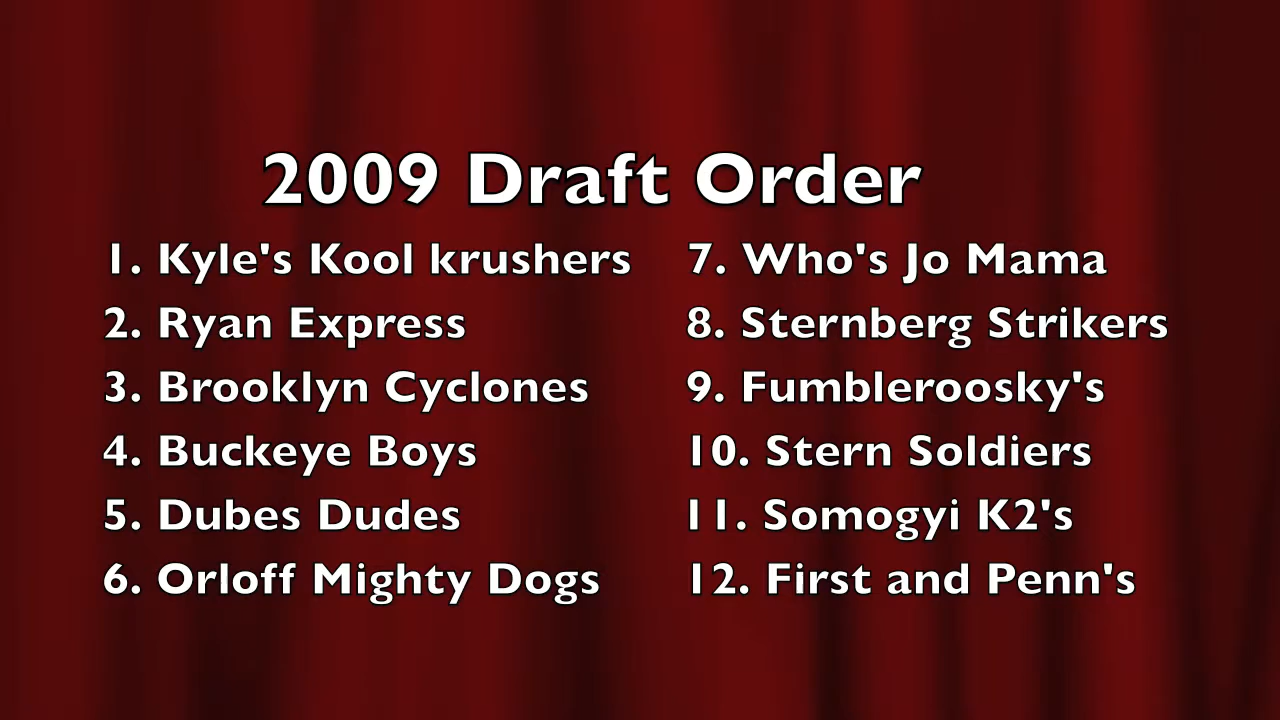 2009 Draft Order
1. Kyle's Kool krushers
2. Ryan Express
3. Brooklyn Cyclones
4. Buckeye Boys
5. Dubes Dudes
6. Orloff Mighty Dogs
7. Who's Jo Mama
8. Sternberg Strikers
9. Fumbleroosky's
10. Stern Soldiers
11. Somogyi K2's
12. First and Penn's